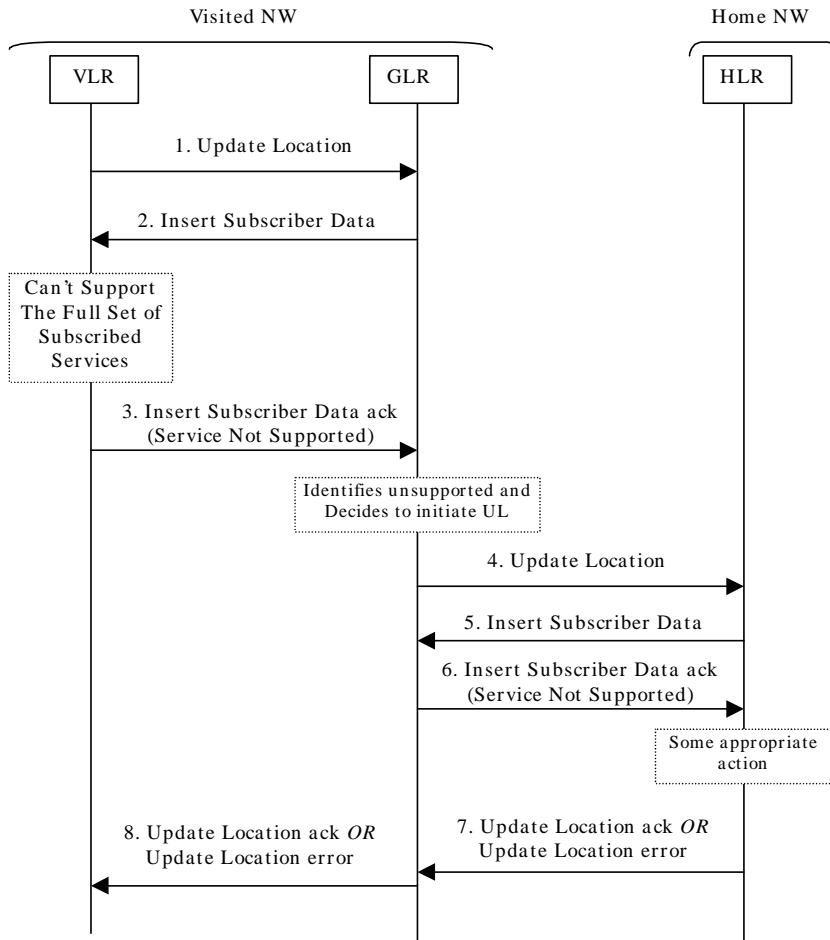 Visited NW
Home NW
VLR
GLR
HLR
1. Update Location
2. Insert Subscriber Data
Can't Support
The Full Set of
Subscribed
Services
3. Insert Subscriber Data ack
(Service Not Supported)
Identifies unsupported and
Decides to initiate UL
4. Update Location
5. Insert Subscriber Data
6. Insert Subscriber Data ack
(Service Not Supported)
Some appropriate
action
7. Update Location ack OR
Update Location error
8. Update Location ack OR
Update Location error